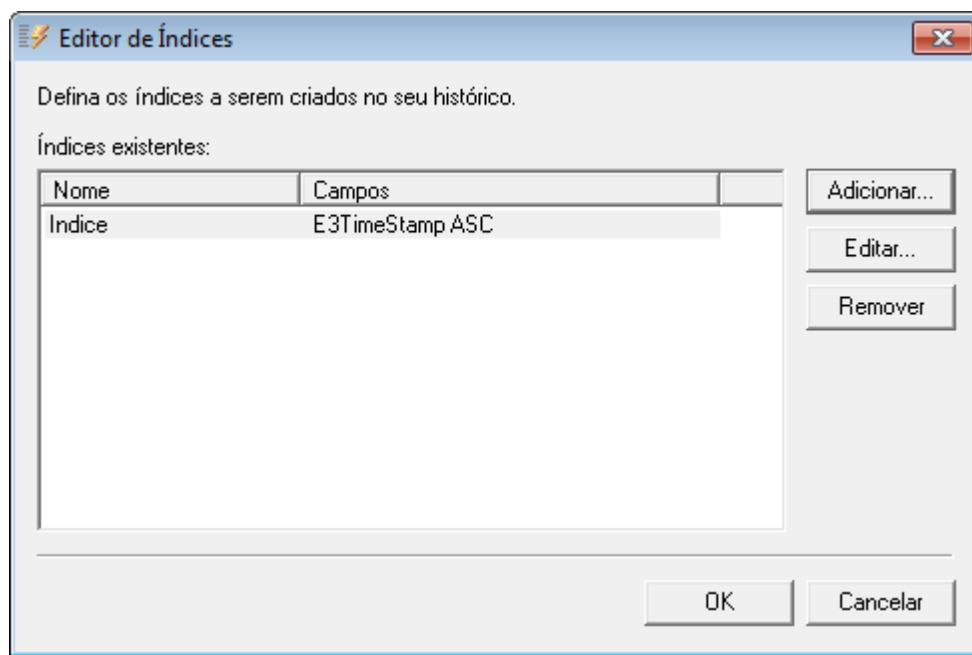 Editor de Índices
Defina os índices a serem criados no seu histórico.
Índices existentes:
Nome Campos
Indice E3TimeStamp ASC
Adicionar...
Editar...
Remover
OK Cancelar